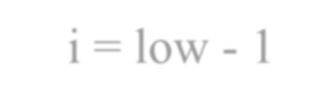 i = low - 1